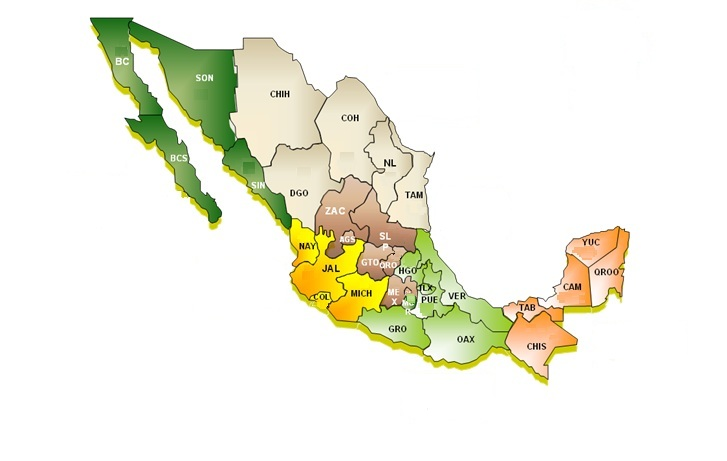 BC
SON
CHIH
COH
BCS
SIN
DGO
NL
TAM
ZAC
NAY
AGS
SL
P
JAL
GTO
QRO
HGO
COL
MICH
ME
X
TLX
PUE
VER
GRO
OAX
TAB
CHIS
CAM
YUC
QROO